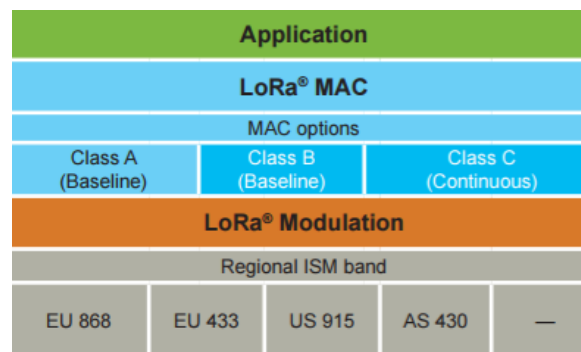 Application
LoRa® MAC
MAC options
Class A
(Baseline)
Class B
(Baseline)
Class C
(Continuous)
LoRa® Modulation
Regional ISM band
EU 868
EU 433
US 915
AS 430
—